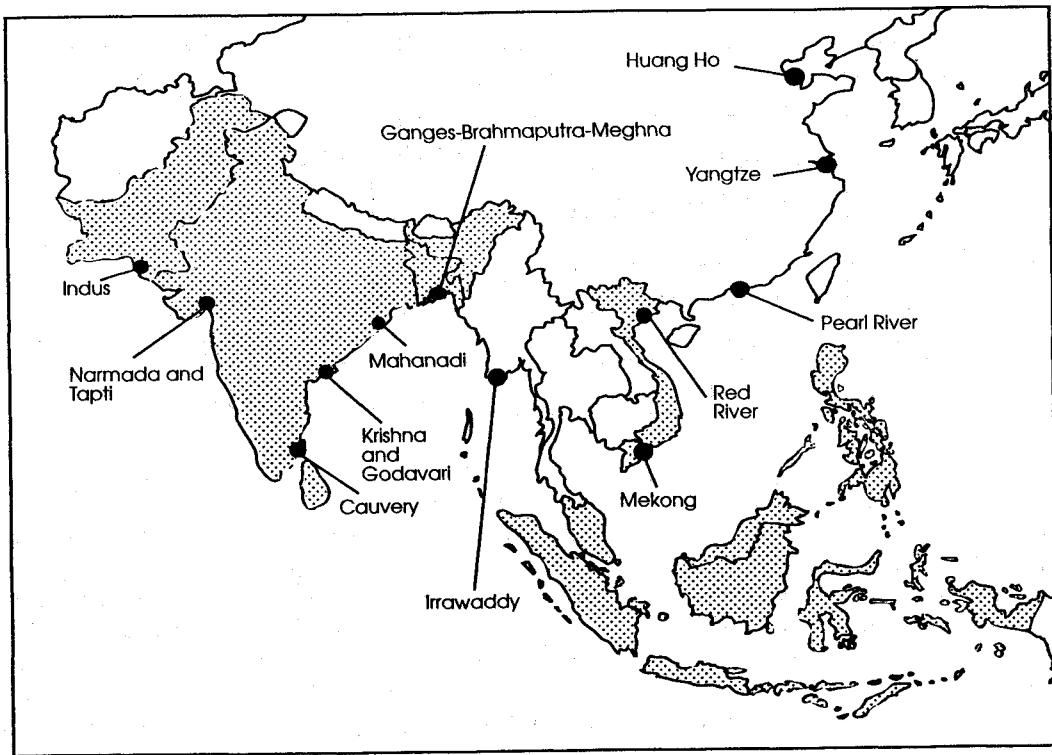 Huang Ho
Ganges-Brahmaputra-Meghna
Yangtze
Indus
Pearl River
Narmada and
Tapti
Mahanadi
Red
River
Krishna
and
Godavari
Mekong
Cauvery
Irrawaddy